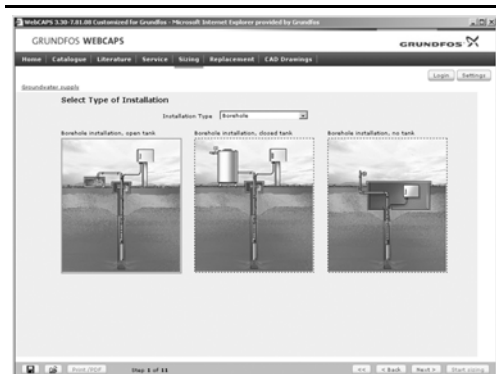 WebCAPS 3.30-7.81.08 Customized for Grundfos - Microsoft Internet Explorer provided by Grundfos
GRUNDFOS WEBCAPS
GRUNDFOS
Home Catalogue Literature Service Sizing Replacement CAD Drawings
Login Settings
Groundwater supply
Select Type of Installation
Installation Type Borehole
Borehole installation, open tank Borehole installation, closed tank Borehole installation, no tank
Print/PDF Step 1 of 11 << < Back Next > Start sizing